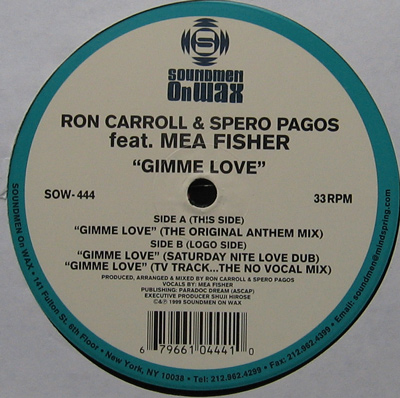 S
SOUNDMEN
On WAX
RON CARROLL & SPERO PAGOS
feat. MEA FISHER
“GIMME LOVE”
SOW-444
33 RPM
SIDE A (THIS SIDE)
“GIMME LOVE” (THE ORIGINAL ANTHEM MIX)
SIDE B (LOGO SIDE)
“GIMME LOVE” (SATURDAY NITE LOVE DUB)
“GIMME LOVE” (TV TRACK...THE NO VOCAL MIX)
PRODUCED, ARRANGED & MIXED BY RON CARROLL & SPERO PAGOS
VOCALS BY: MEA FISHER
PUBLISHING: PARADOC DREAM (ASCAP)
EXECUTIVE PRODUCER SHUJI HIROSE
©&℗ 1999 SOUNDMEN ON WAX
6 79661 04441 0
SOUNDMEN On WAX • 141 Fulton St. 8th Floor • New York, NY 10038 • Tel: 212.962.4299 • Fax: 212.962.4399 • Email: soundmen@mindspring.com